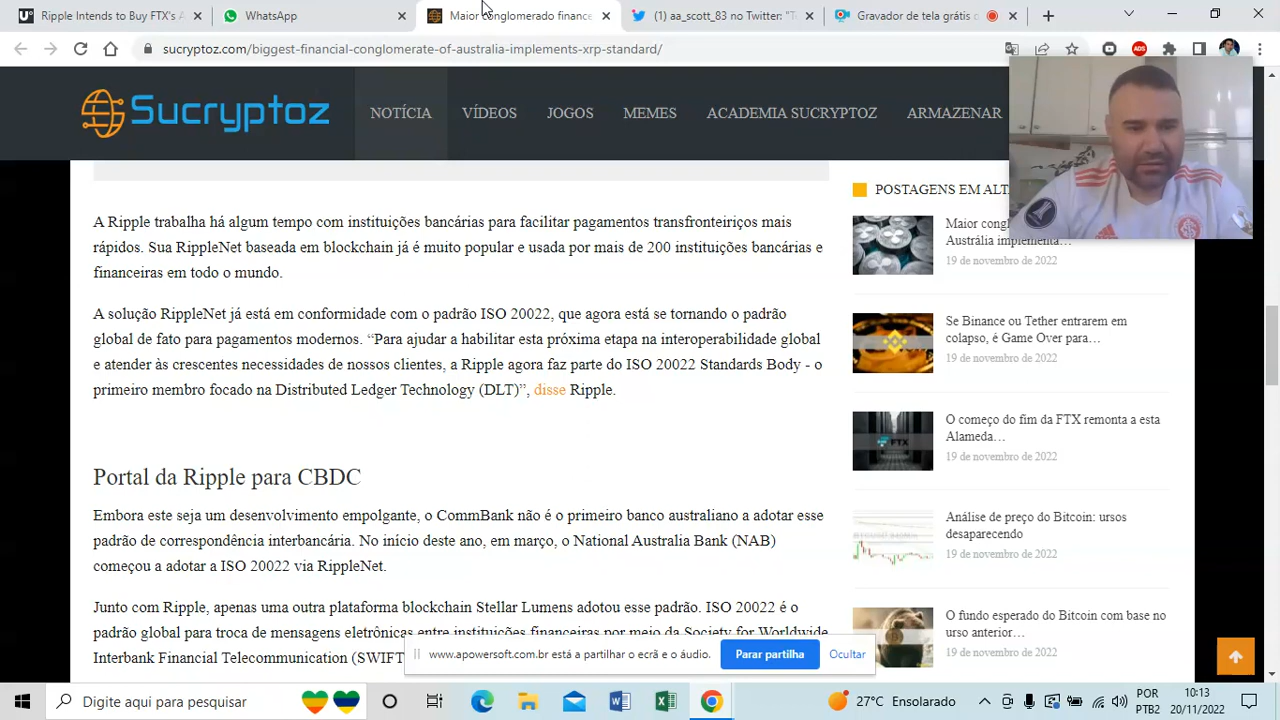 Ripple Intends to Buy FTX's A
WhatsApp
Maior conglomerado finance
(1) aa_scott_83 no Twitter: "T
Gravador de tela grátis o
sucryptoz.com/biggest-financial-conglomerate-of-australia-implements-xrp-standard/
ADS
Sucryptoz
NOTÍCIA
VÍDEOS
JOGOS
MEMES
ACADEMIA SUCRYPTOZ
ARMAZENAR
A Ripple trabalha há algum tempo com instituições bancárias para facilitar pagamentos transfronteiriços mais
rápidos. Sua RippleNet baseada em blockchain já é muito popular e usada por mais de 200 instituições bancárias e
financeiras em todo o mundo.
A solução RippleNet já está em conformidade com o padrão ISO 20022, que agora está se tornando o padrão
global de fato para pagamentos modernos. “Para ajudar a habilitar esta próxima etapa na interoperabilidade global
e atender às crescentes necessidades de nossos clientes, a Ripple agora faz parte do ISO 20022 Standards Body - o
primeiro membro focado na Distributed Ledger Technology (DLT)”, disse Ripple.
Portal da Ripple para CBDC
Embora este seja um desenvolvimento empolgante, o CommBank não é o primeiro banco australiano a adotar esse
padrão de correspondência interbancária. No início deste ano, em março, o National Australia Bank (NAB)
começou a adotar a ISO 20022 via RippleNet.
Junto com Ripple, apenas uma outra plataforma blockchain Stellar Lumens adotou esse padrão. ISO 20022 é o
padrão global para troca de mensagens eletrônicas entre instituições financeiras por meio da Society for Worldwide
Interbank Financial Telecommunication (SWIFT
POSTAGENS EM ALT
Maior cong
Austrália implementa…
19 de novembro de 2022
Se Binance ou Tether entrarem em
colapso, é Game Over para…
19 de novembro de 2022
O começo do fim da FTX remonta a esta
Alameda…
19 de novembro de 2022
Análise de preço do Bitcoin: ursos
desaparecendo
19 de novembro de 2022
O fundo esperado do Bitcoin com base no
urso anterior…
19 de novembro de 2022
www.apowersoft.com.br está a partilhar o ecrã e o áudio.
Parar partilha
Ocultar
Digite aqui para pesquisar
27°C Ensolarado
POR
PTB2
10:13
20/11/2022